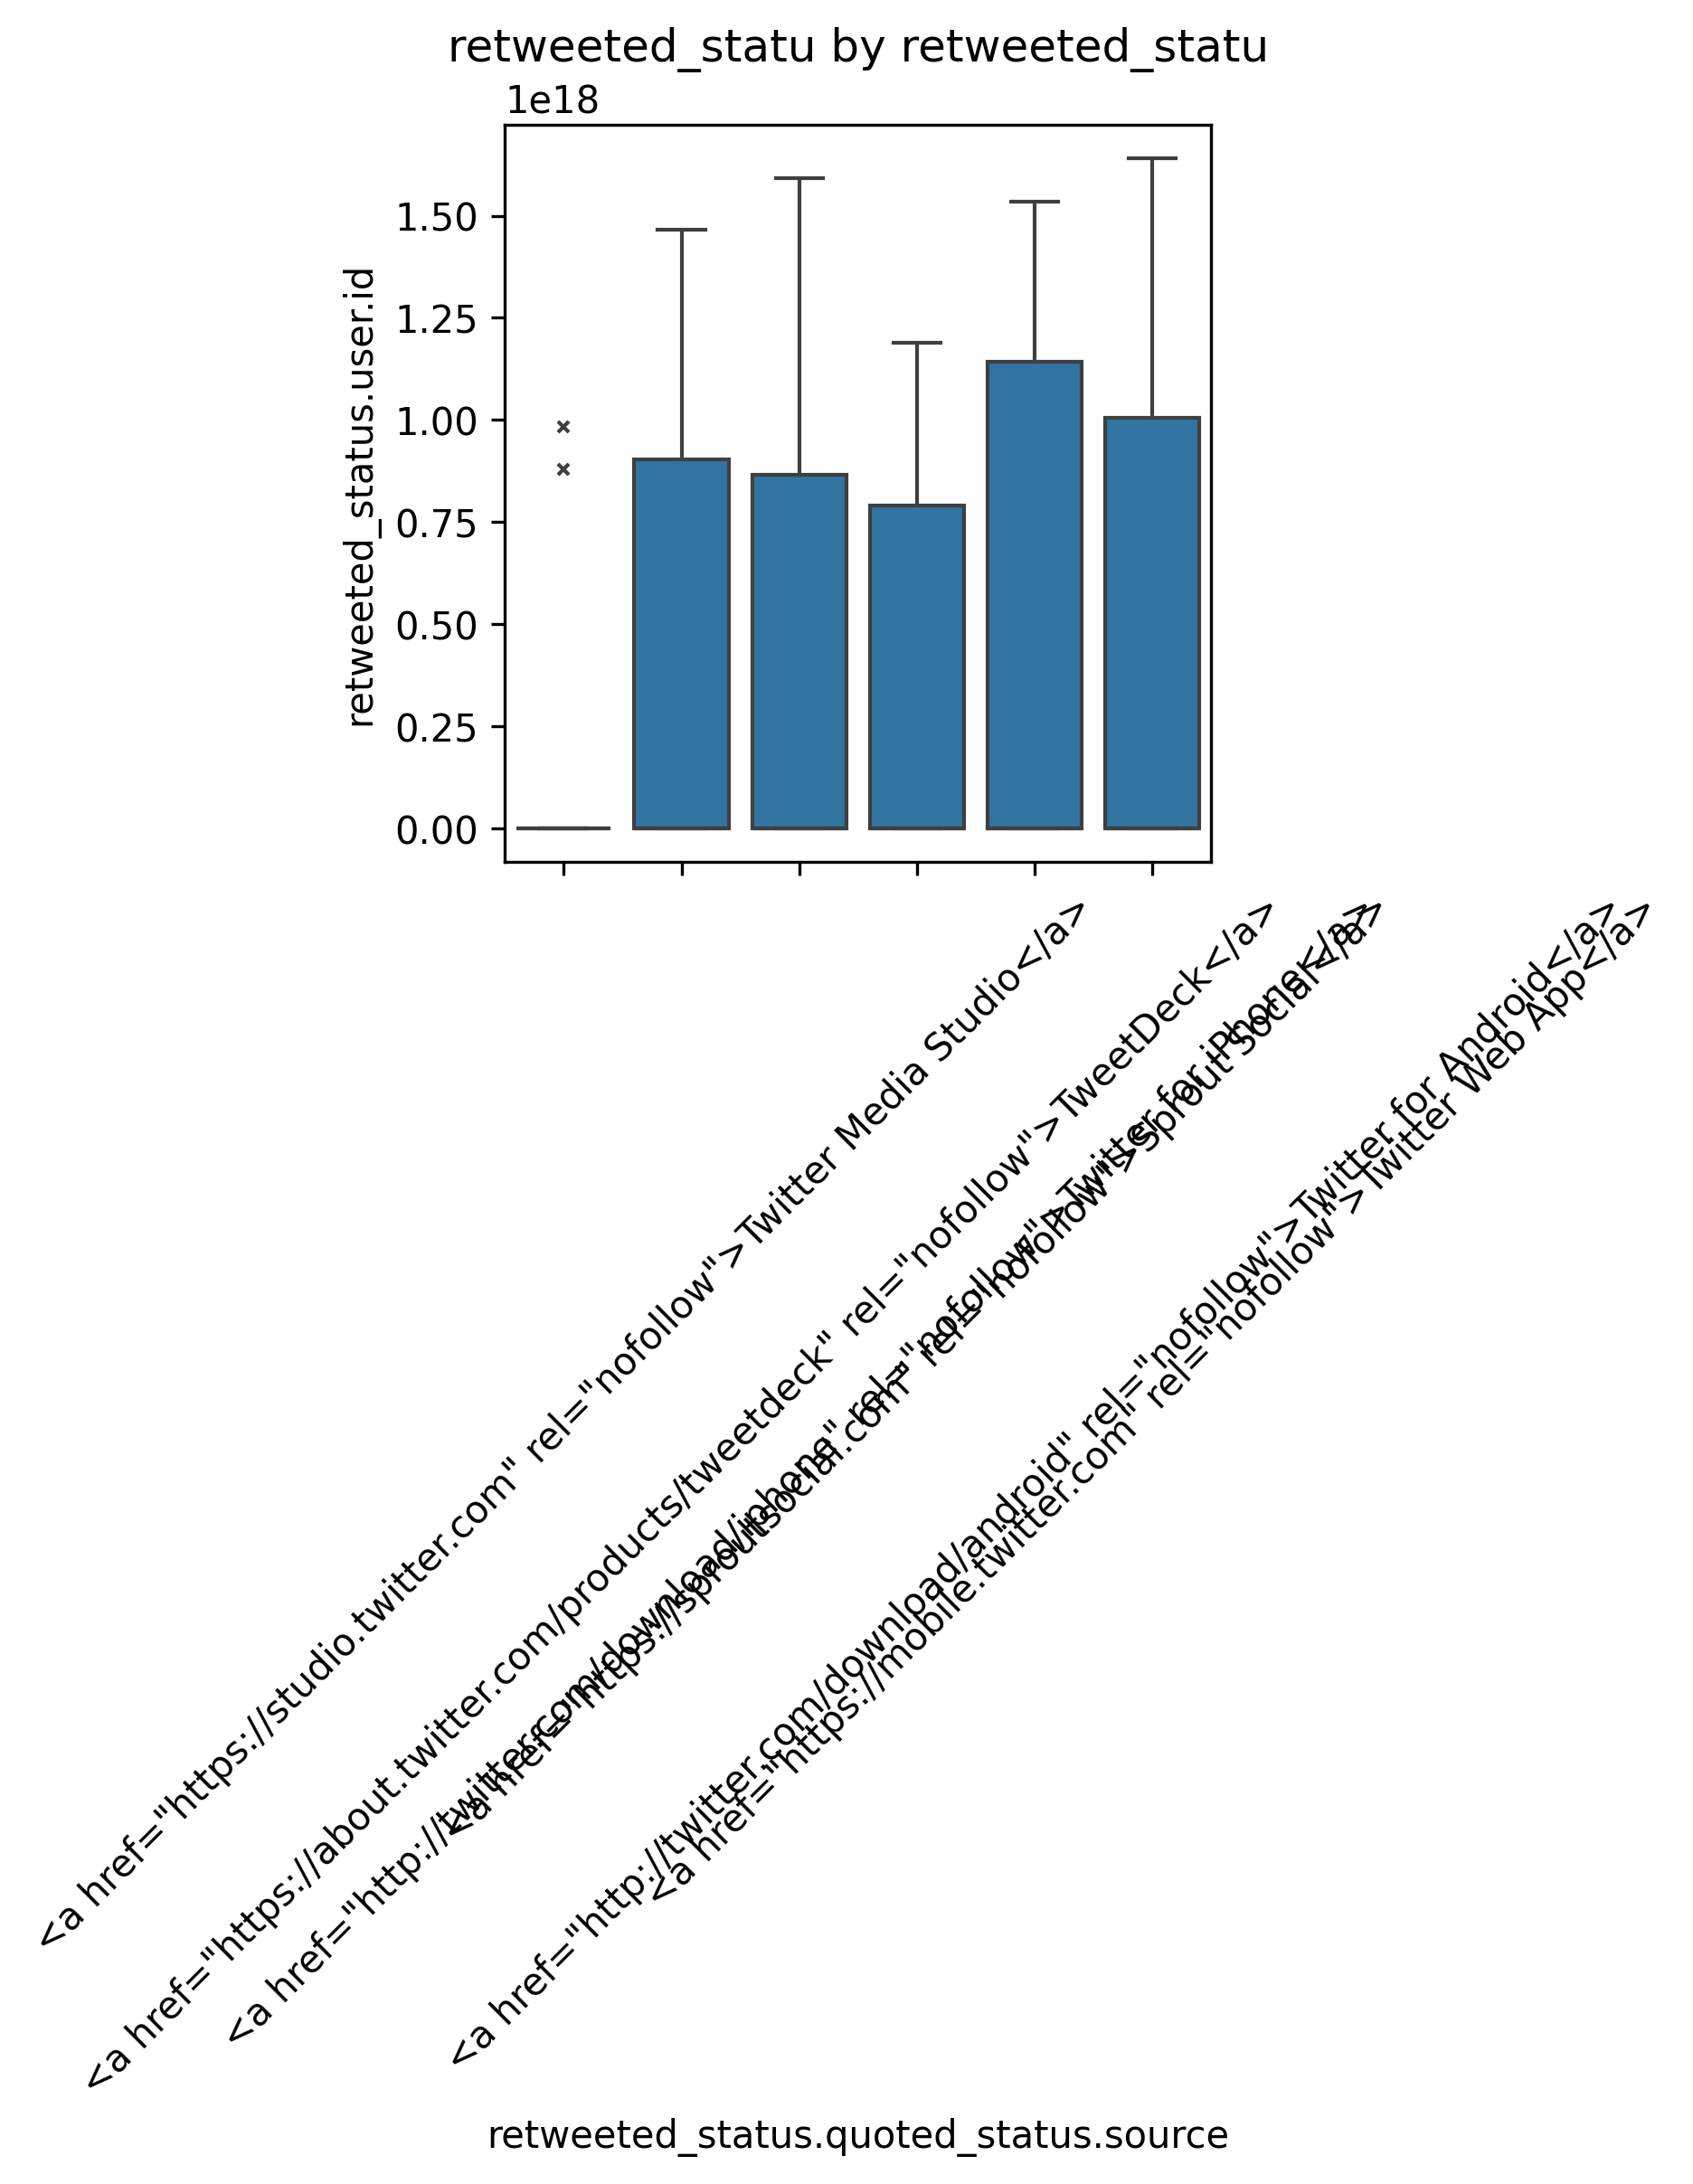 retweeted_statu by retweeted_statu
1e18
1.50
1.25
1.00
0.75
0.50
0.25
0.00
retweeted_status.user.id
<a href="https://studio.twitter.com" rel="nofollow">Twitter Media Studio</a>
<a href="https://about.twitter.com/products/tweetdeck" rel="nofollow">TweetDeck</a>
<a href="http://twitter.com/download/iphone" rel="nofollow">Twitter for iPhone</a>
<a href="https://sproutsocial.com" rel="nofollow">Sprout Social</a>
<a href="http://twitter.com/download/android" rel="nofollow">Twitter for Android</a>
<a href="https://mobile.twitter.com" rel="nofollow">Twitter Web App</a>
retweeted_status.quoted_status.source